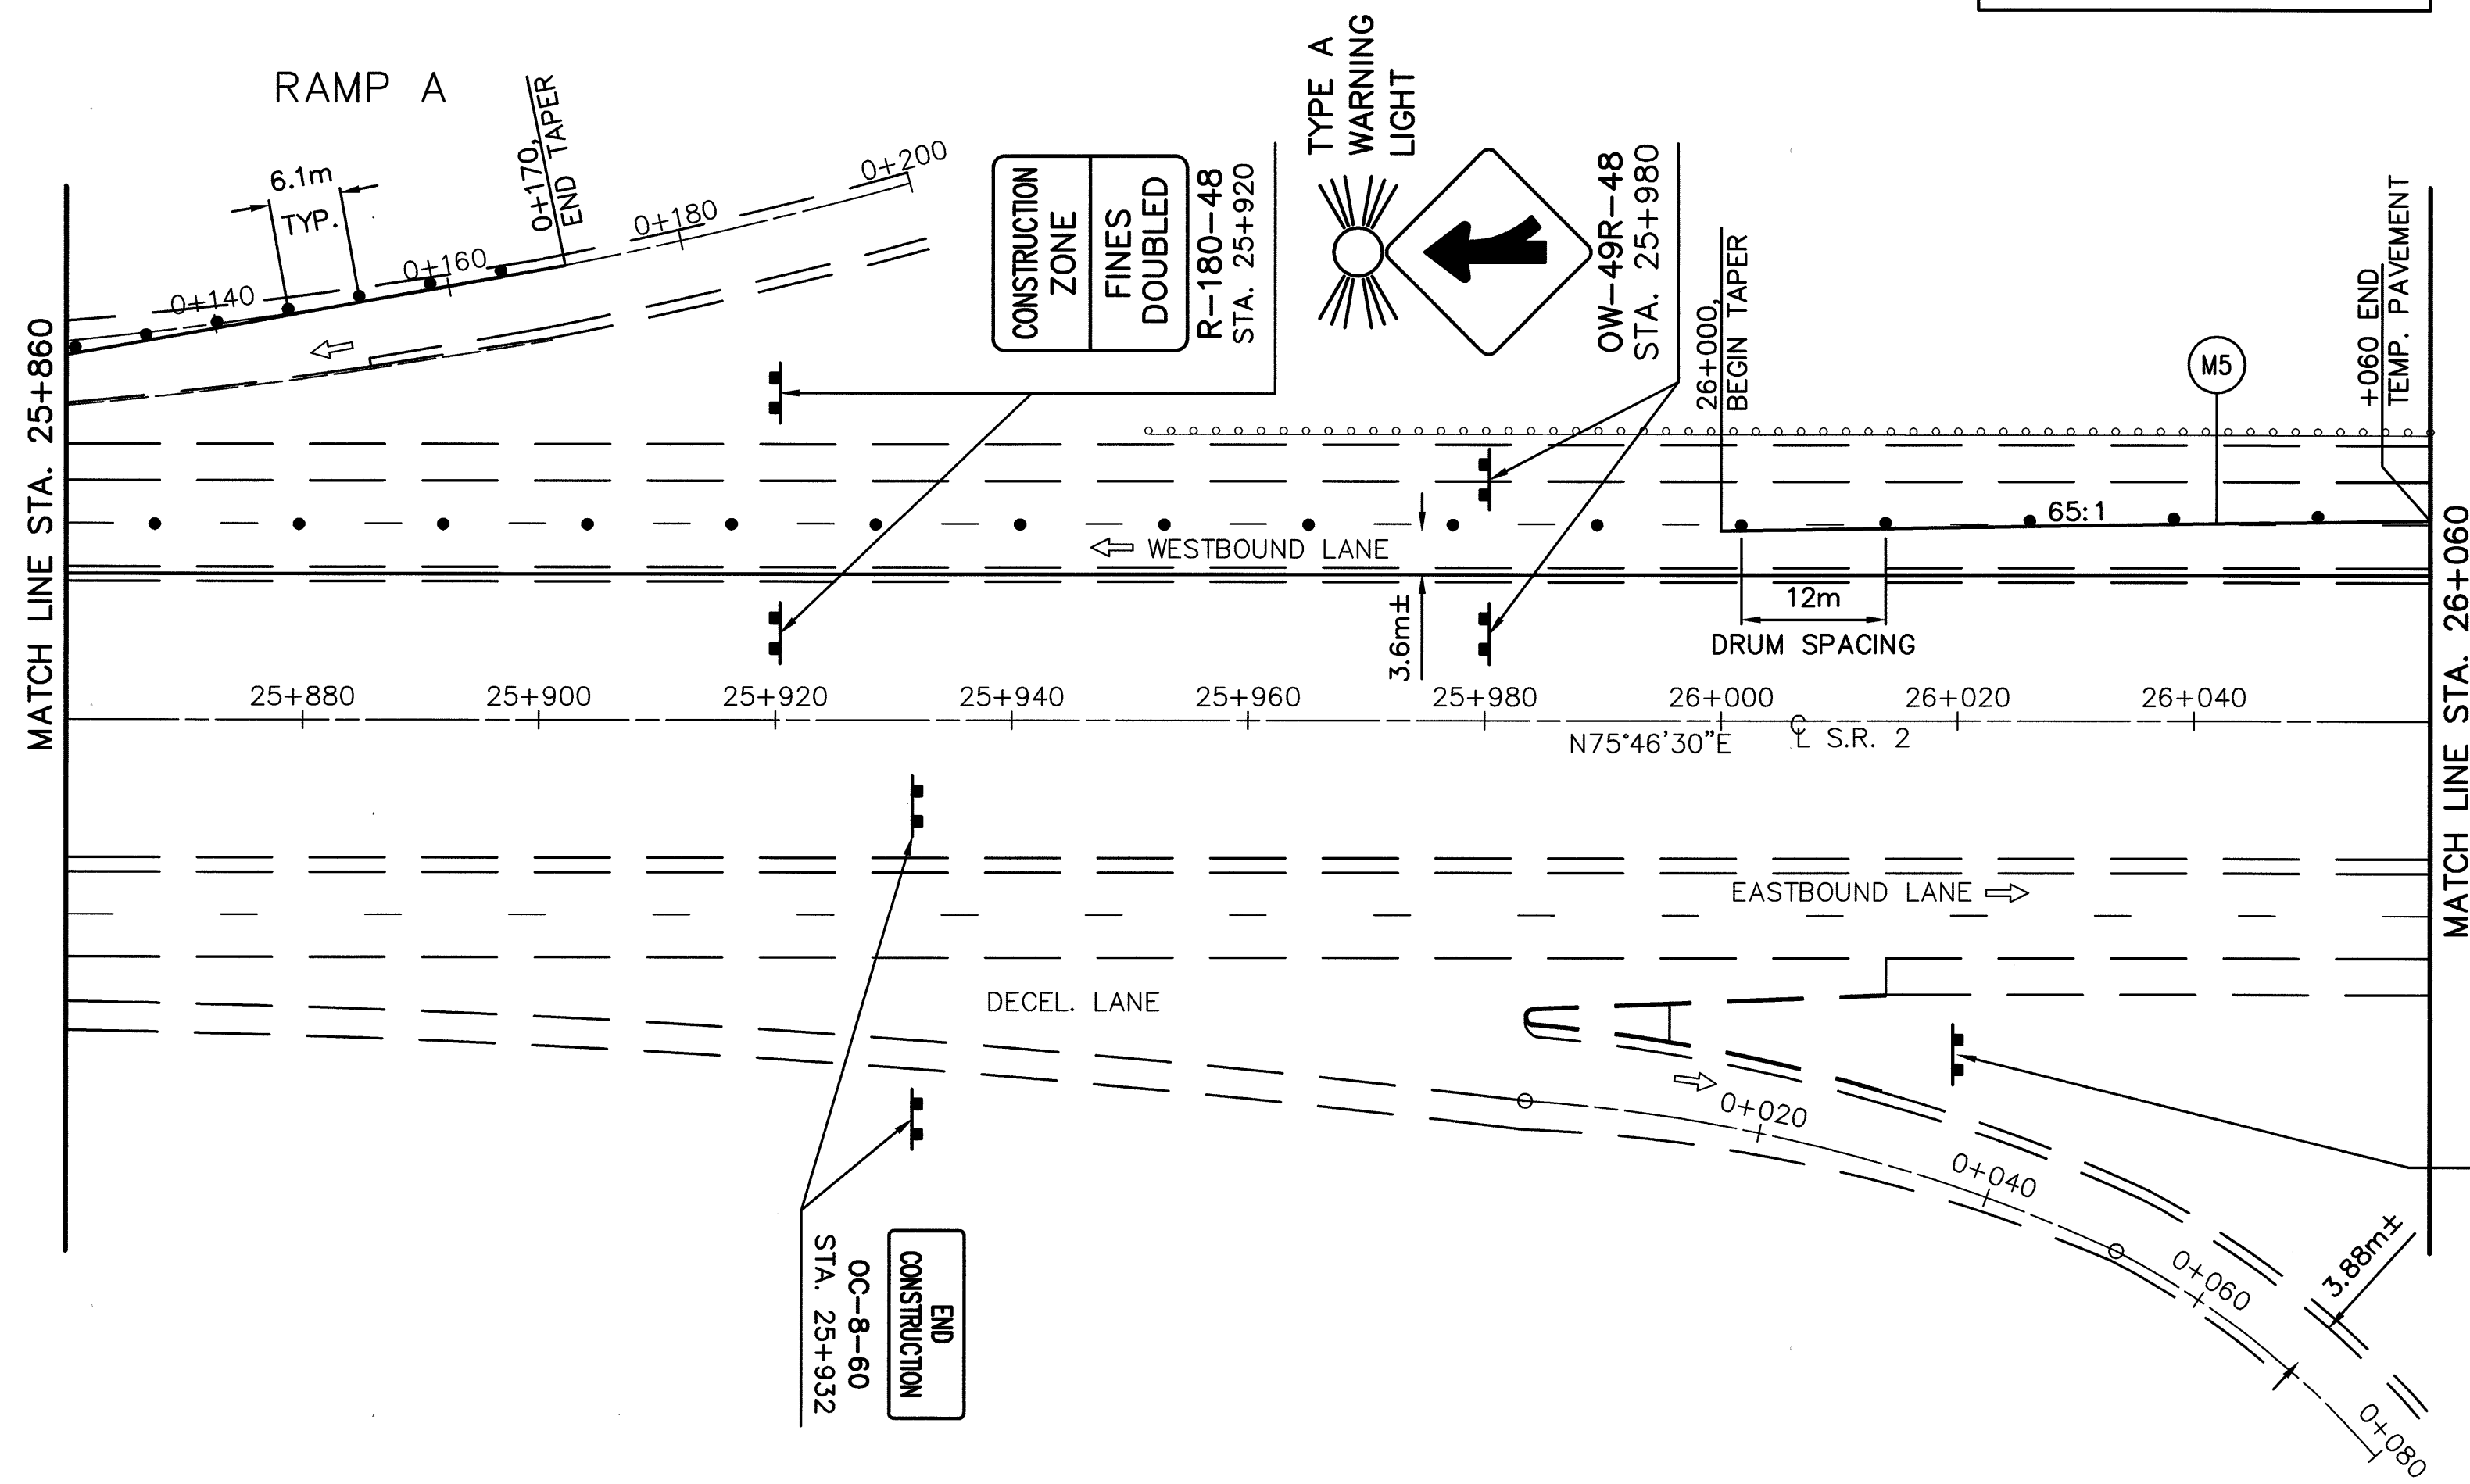 RAMP A
6.1m
TYP.
0+140
0+160
0+170,
END TAPER
0+180
0+200
CONSTRUCTION
ZONE
FINES
DOUBLED
R-180-48
STA. 25+920
TYPE A
WARNING
LIGHT
OW-49R-48
STA. 25+980
26+000,
BEGIN TAPER
M5
+060 END
TEMP. PAVEMENT
MATCH LINE STA. 25+860
65:1
WESTBOUND LANE
3.6m±
12m
DRUM SPACING
25+880
25+900
25+920
25+940
25+960
25+980
26+000
26+020
26+040
N75°46'30"E
℄ S.R. 2
MATCH LINE STA. 26+060
EASTBOUND LANE
DECEL. LANE
0+020
0+040
0+060
0+080
3.88m±
END
CONSTRUCTION
OC-8-60
STA. 25+932